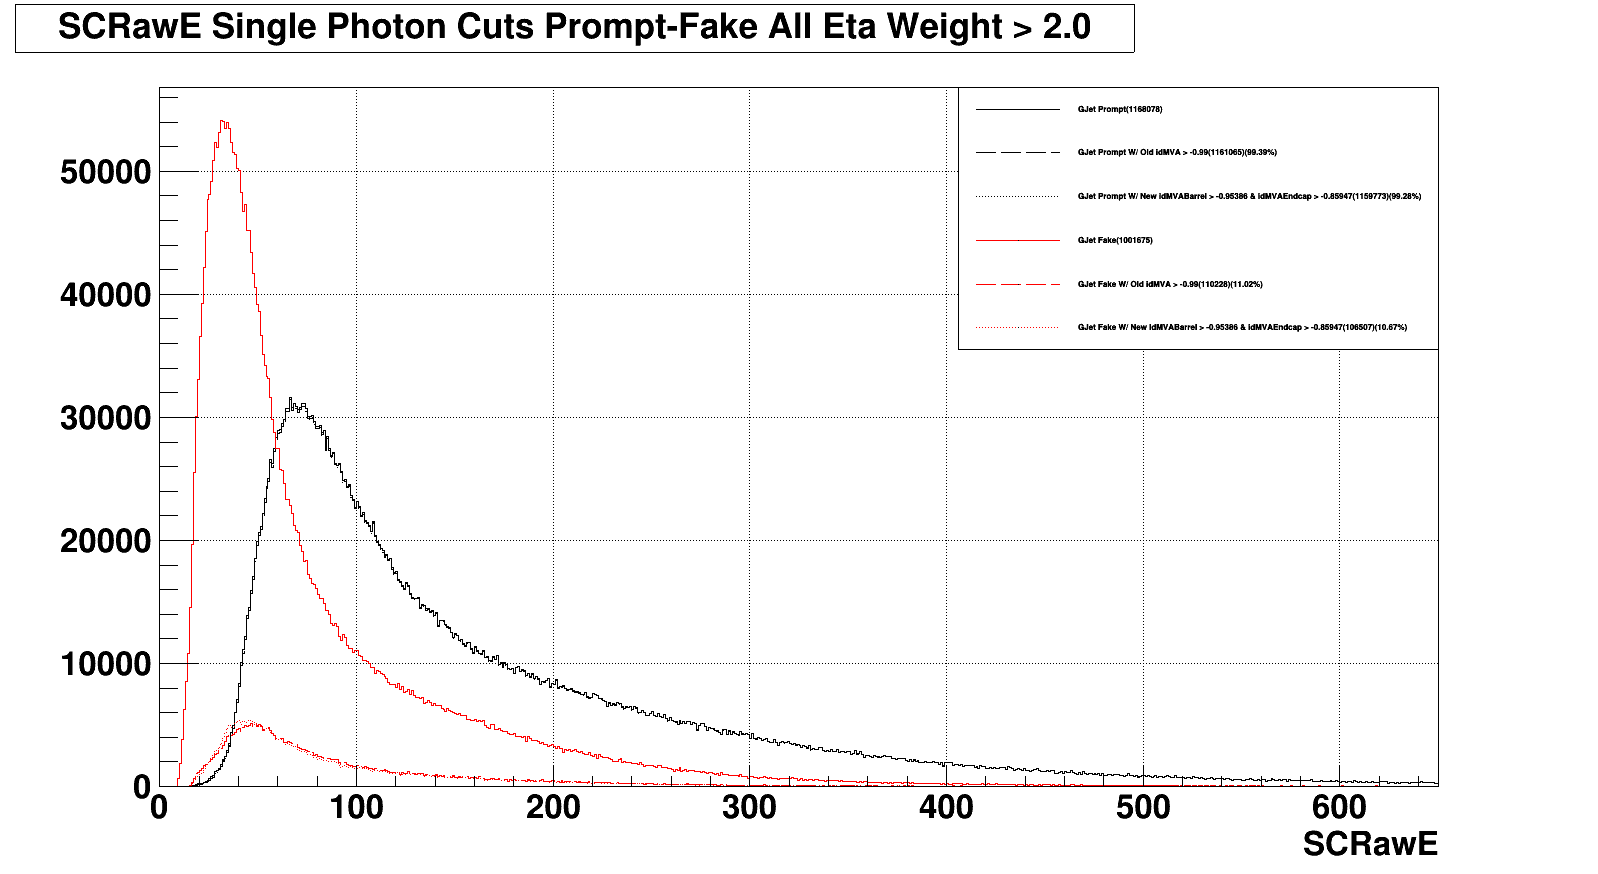 SCRawE Single Photon Cuts Prompt-Fake All Eta Weight > 2.0
GJet Prompt(1168078)
GJet Prompt W/ Old idMVA > -0.99(1161065)(99.39%)
GJet Prompt W/ New idMVABarrel > -0.95386 & idMVAEndcap > -0.85947(1159773)(99.28%)
GJet Fake(1001675)
GJet Fake W/ Old idMVA > -0.99(110228)(11.02%)
GJet Fake W/ New idMVABarrel > -0.95386 & idMVAEndcap > -0.85947(106507)(10.67%)
50000
40000
30000
20000
10000
0
0 100 200 300 400 500 600
SCRawE